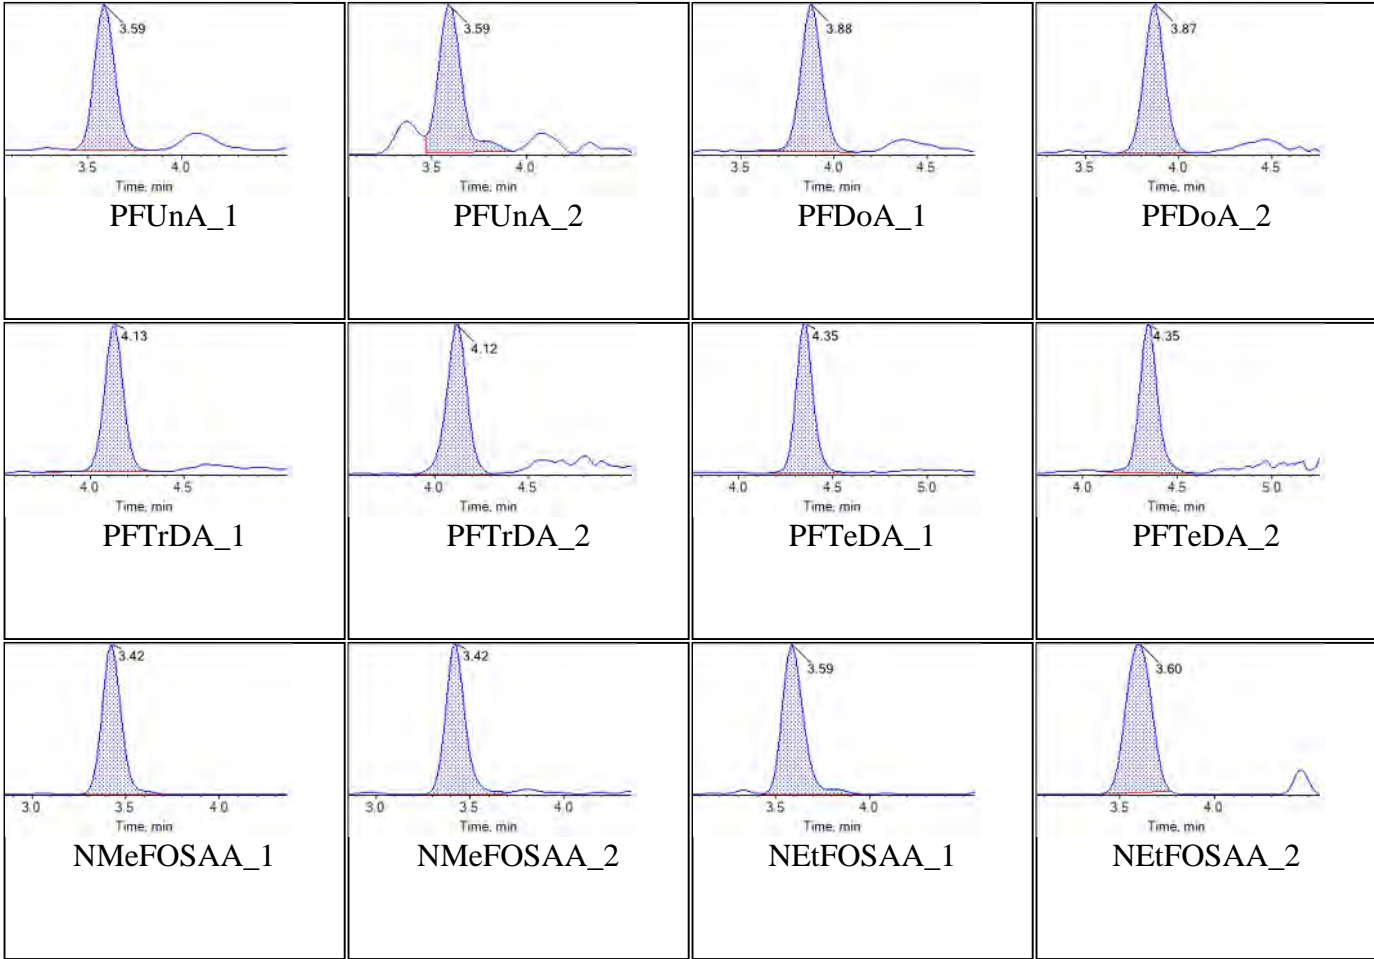 3.59
3.5 4.0
Time, min
PFUnA_1
3.59
3.5 4.0
Time, min
PFUnA_2
3.88
3.5 4.0 4.5
Time, min
PFDoA_1
3.87
3.5 4.0 4.5
Time, min
PFDoA_2
4.13
4.0 4.5
Time, min
PFTrDA_1
4.12
4.0 4.5
Time, min
PFTrDA_2
4.35
4.0 4.5 5.0
Time, min
PFTeDA_1
4.35
4.0 4.5 5.0
Time, min
PFTeDA_2
3.42
3.0 3.5 4.0
Time, min
NMeFOSAA_1
3.42
3.0 3.5 4.0
Time, min
NMeFOSAA_2
3.59
3.5 4.0
Time, min
NEtFOSAA_1
3.60
3.5 4.0
Time, min
NEtFOSAA_2